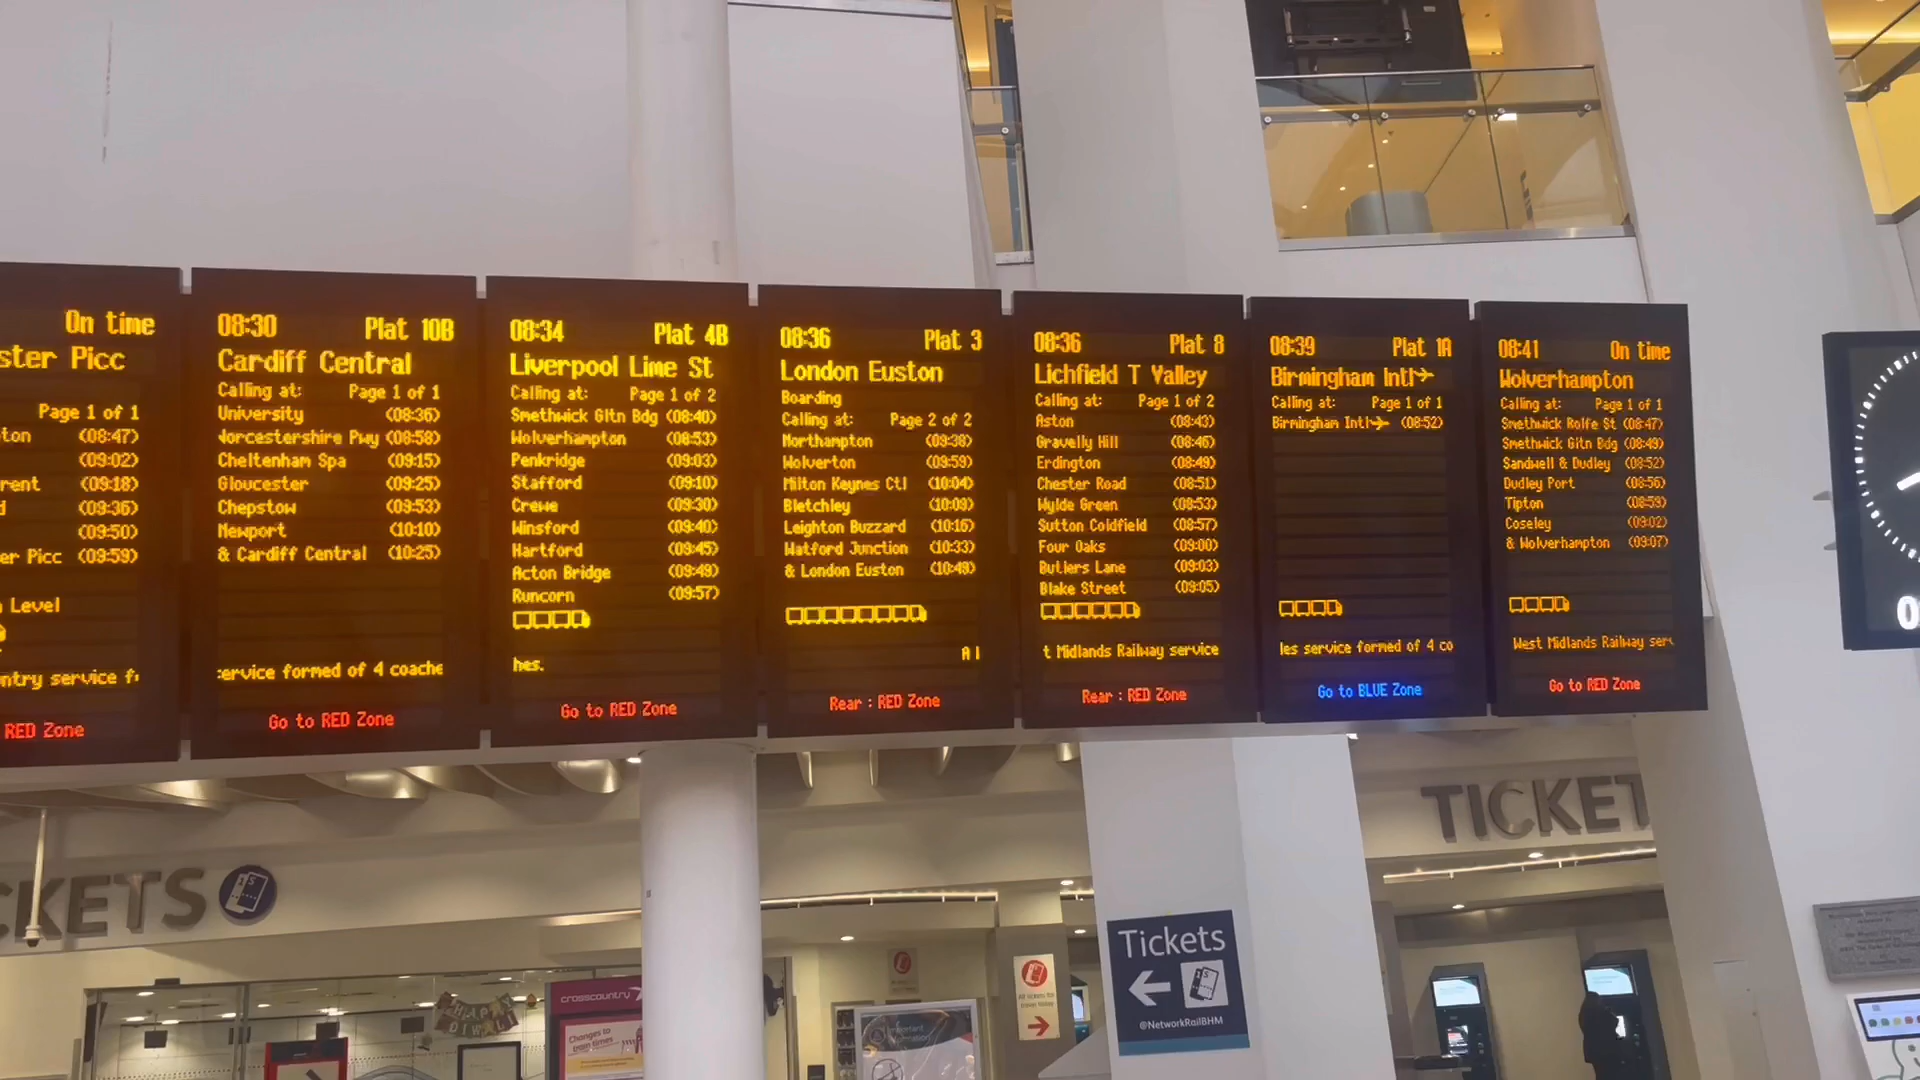 On time
ster Picc
Page 1 of 1
ton (08:47)
(09:02)
rent (09:18)
d (09:36)
(09:50)
er Picc (09:59)
Level
ntry service f
RED Zone
08:30 Plat 10B
Cardiff Central
Calling at: Page 1 of 1
University (08:36)
Worcestershire Pwy (08:58)
Cheltenham Spa (09:15)
Gloucester (09:25)
Chepstow (09:53)
Newport (10:10)
& Cardiff Central (10:25)
service formed of 4 coache
Go to RED Zone
08:34 Plat 4B
Liverpool Lime St
Calling at: Page 1 of 2
Smethwick Gltn Bdg (08:40)
Wolverhampton (08:53)
Penkridge (09:03)
Stafford (09:10)
Crewe (09:30)
Winsford (09:40)
Hartford (09:45)
Acton Bridge (09:49)
Runcorn (09:57)
hes.
Go to RED Zone
08:36 Plat 3
London Euston
Boarding
Calling at: Page 2 of 2
Northampton (09:38)
Wolverton (09:59)
Milton Keynes Ctl (10:04)
Bletchley (10:09)
Leighton Buzzard (10:16)
Watford Junction (10:33)
& London Euston (10:49)
A l
Rear : RED Zone
08:36 Plat 8
Lichfield T Valley
Calling at: Page 1 of 2
Aston (08:43)
Gravelly Hill (08:46)
Erdington (08:49)
Chester Road (08:51)
Wylde Green (08:53)
Sutton Coldfield (08:57)
Four Oaks (09:00)
Butlers Lane (09:03)
Blake Street (09:05)
t Midlands Railway service
Rear : RED Zone
08:39 Plat 1A
Birmingham Intl
Calling at: Page 1 of 1
Birmingham Intl (08:52)
les service formed of 4 co
Go to BLUE Zone
08:41 On time
Wolverhampton
Calling at: Page 1 of 1
Smethwick Rolfe St (08:47)
Smethwick Gltn Bdg (08:49)
Sandwell & Dudley (08:52)
Dudley Port (08:56)
Tipton (08:59)
Coseley (09:02)
& Wolverhampton (09:07)
West Midlands Railway serv
Go to RED Zone
0
CKETS
TICKET
Tickets
@NetworkRailBHM
crosscountry
Changes to
train times
HAPPY
DIWALI